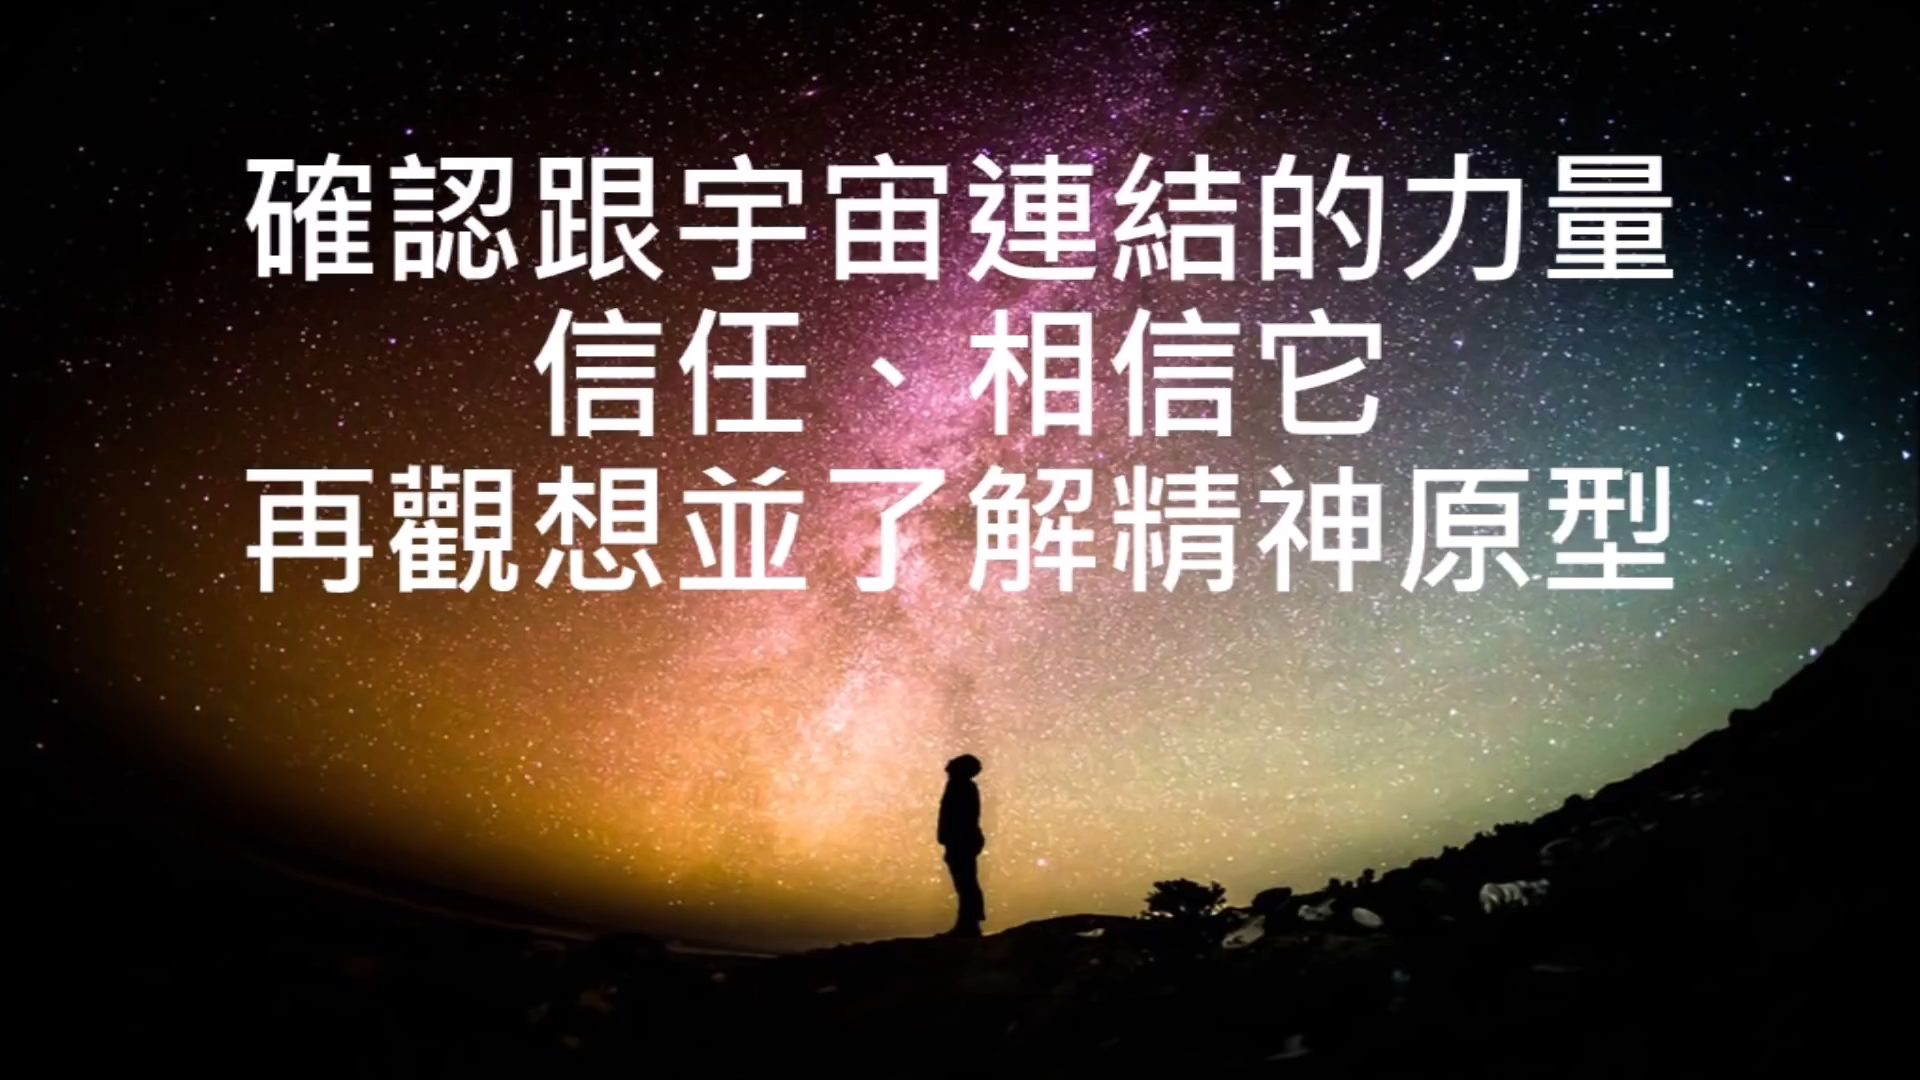 確認跟宇宙連結的力量
信任、相信它
再觀想並了解精神原型